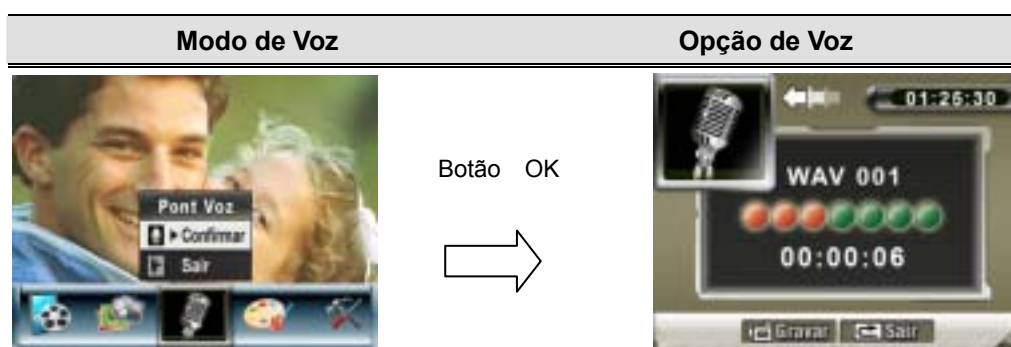 Modo de Voz
Opção de Voz
Pont Voz
Confirmar
Sair
Botão OK
01:25:30
WAV 001
00:00:06
Gravar
Sair